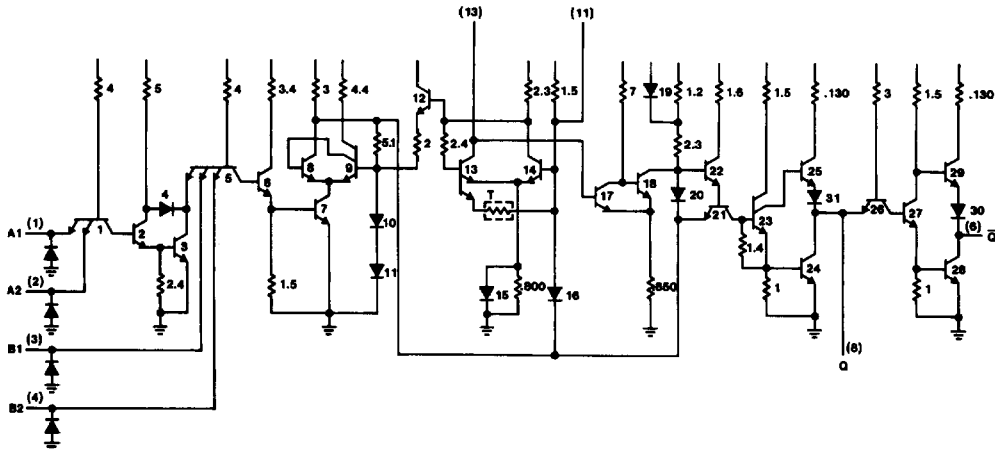 (13) (11)
4 5 4 3.4 3 4.4 12 2.3 1.5 7 19 1.2 1.6 1.5 .130 3 1.5 .130
5.1 2 2.4 2.3
4 5 6 8 9 13 14 17 18 22 25 29
T 20 21 31 26 30
A1 (1) 1 2 3 7 10 23 27 (6) Q
2.4 1.5 11 15 800 16 850 1.4 24 28
A2 (2) 1 1
B1 (3) (8)
Q
B2 (4)